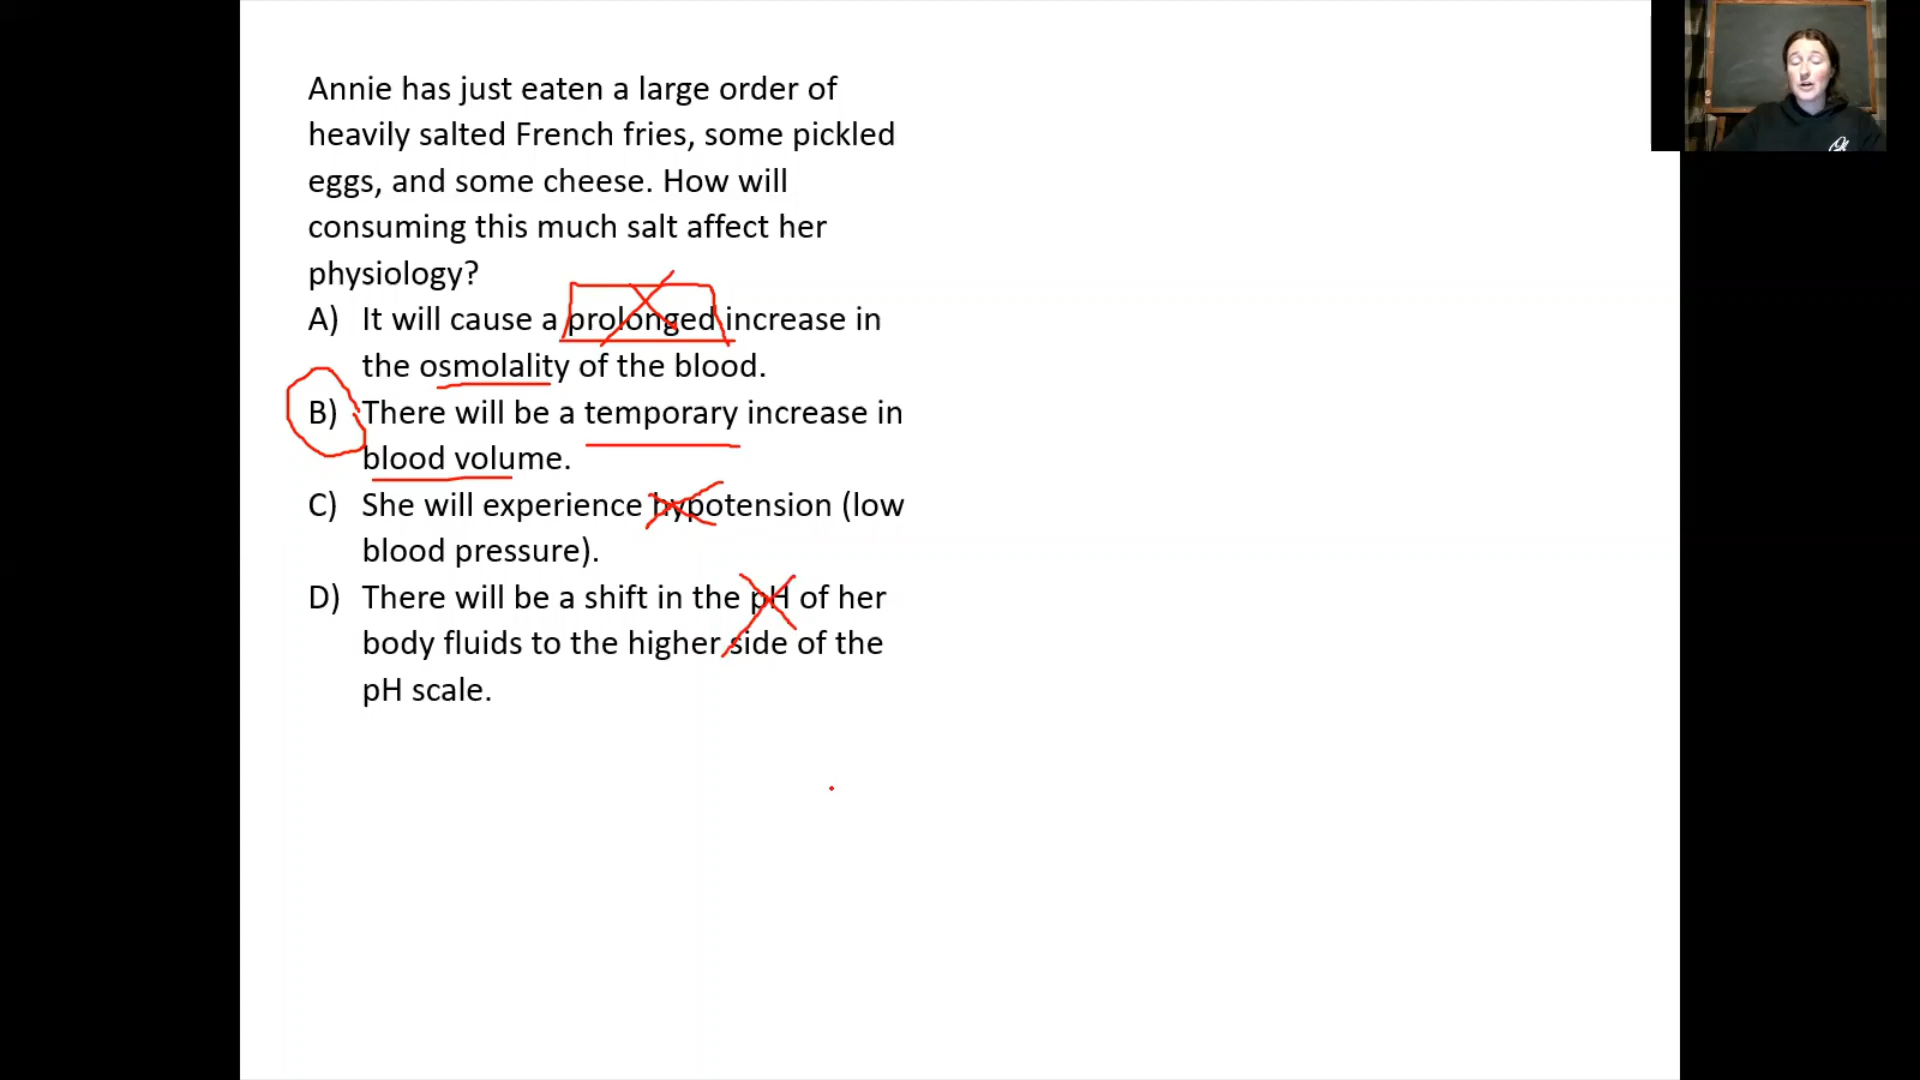 Annie has just eaten a large order of
heavily salted French fries, some pickled
eggs, and some cheese. How will
consuming this much salt affect her
physiology?
A) It will cause a prolonged increase in
the osmolality of the blood.
B) There will be a temporary increase in
blood volume.
C) She will experience hypotension (low
blood pressure).
D) There will be a shift in the pH of her
body fluids to the higher side of the
pH scale.